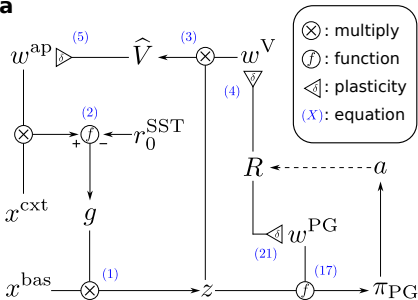 a
w^ap δ (5) V̂ (3) w^V
: multiply
f : function
δ : plasticity
(X): equation
δ (4)
(2)
f + − r_0^SST
x^cxt
g
R a
δ w^PG
(21)
x^bas (1) z f (17) π_PG